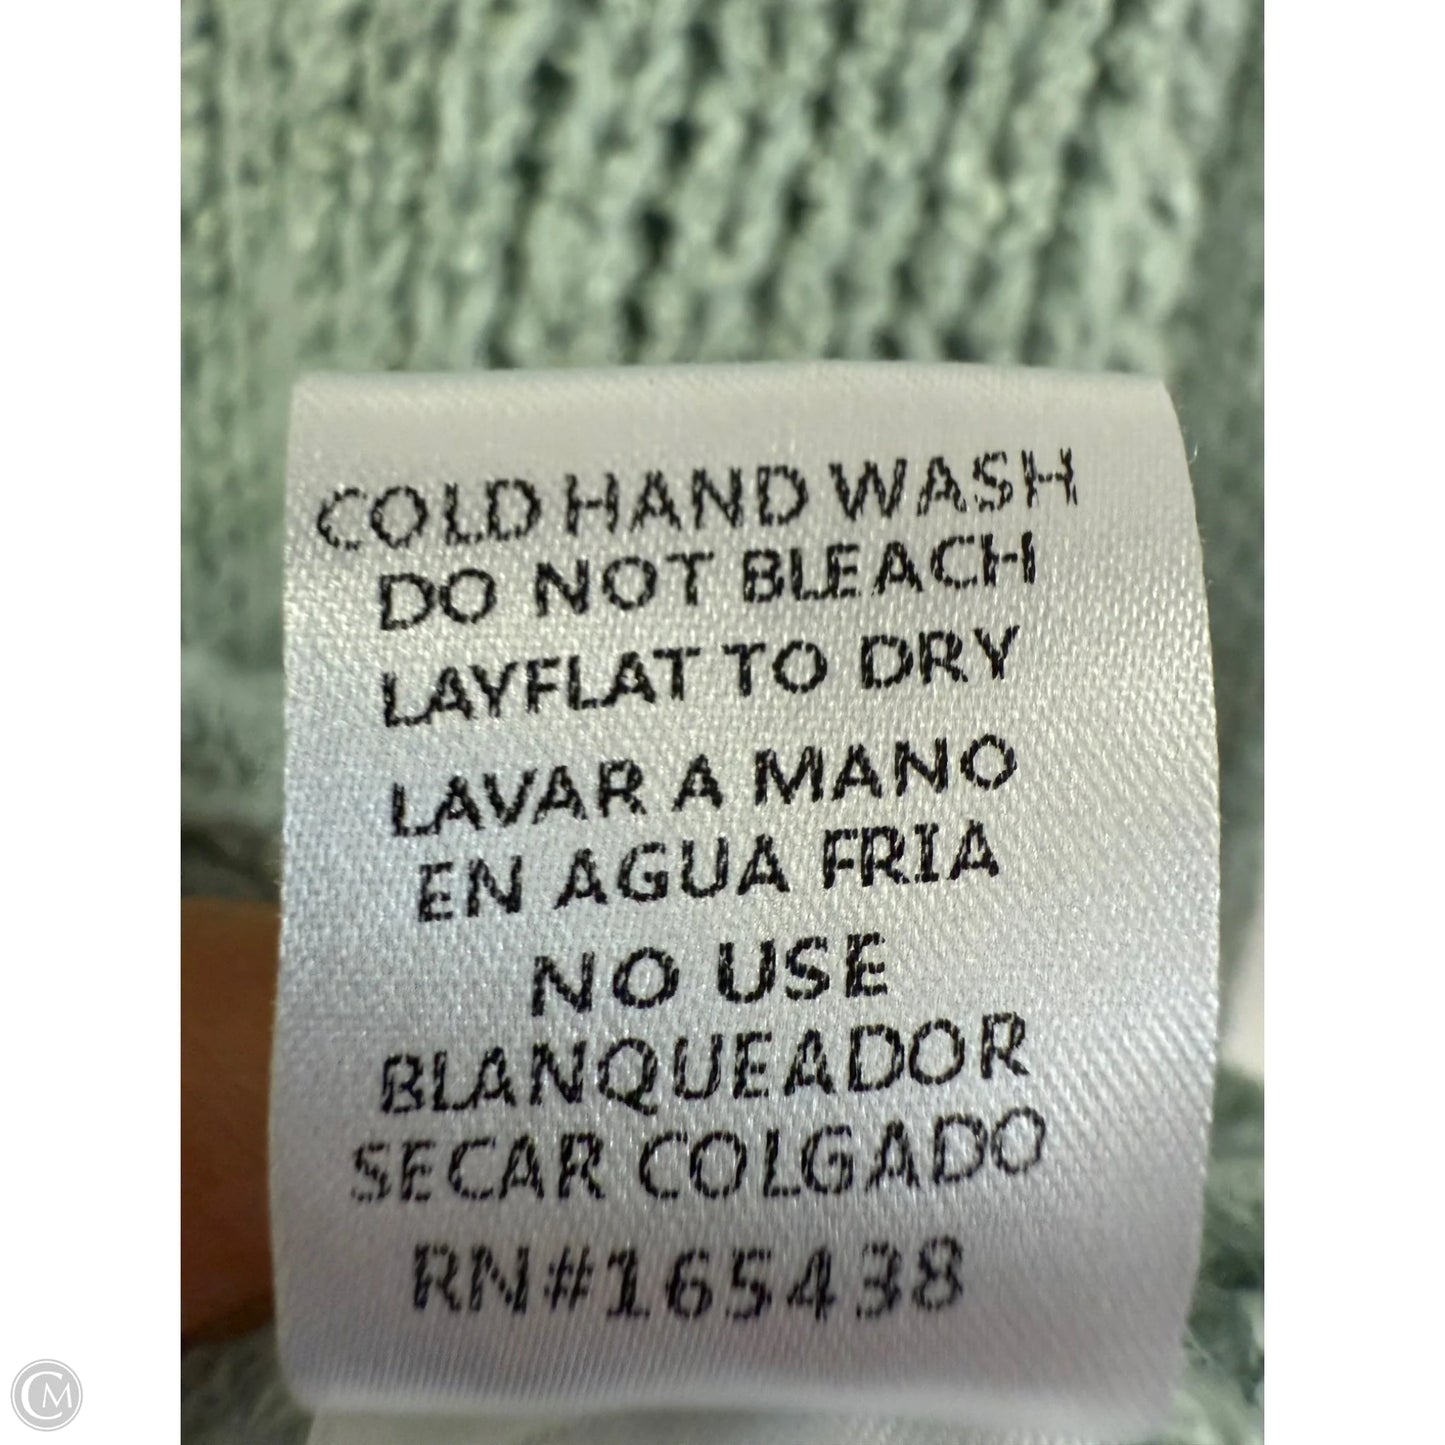 COLD HAND WASH
DO NOT BLEACH
LAYFLAT TO DRY
LAVAR A MANO
EN AGUA FRIA
NO USE
BLANQUEADOR
SECAR COLGADO
RN#165438
CM